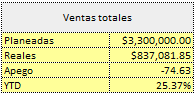 Ventas totales
Planeadas $3,300,000.00
Reales $837,081.85
Apego -74.63
YTD 25.37%